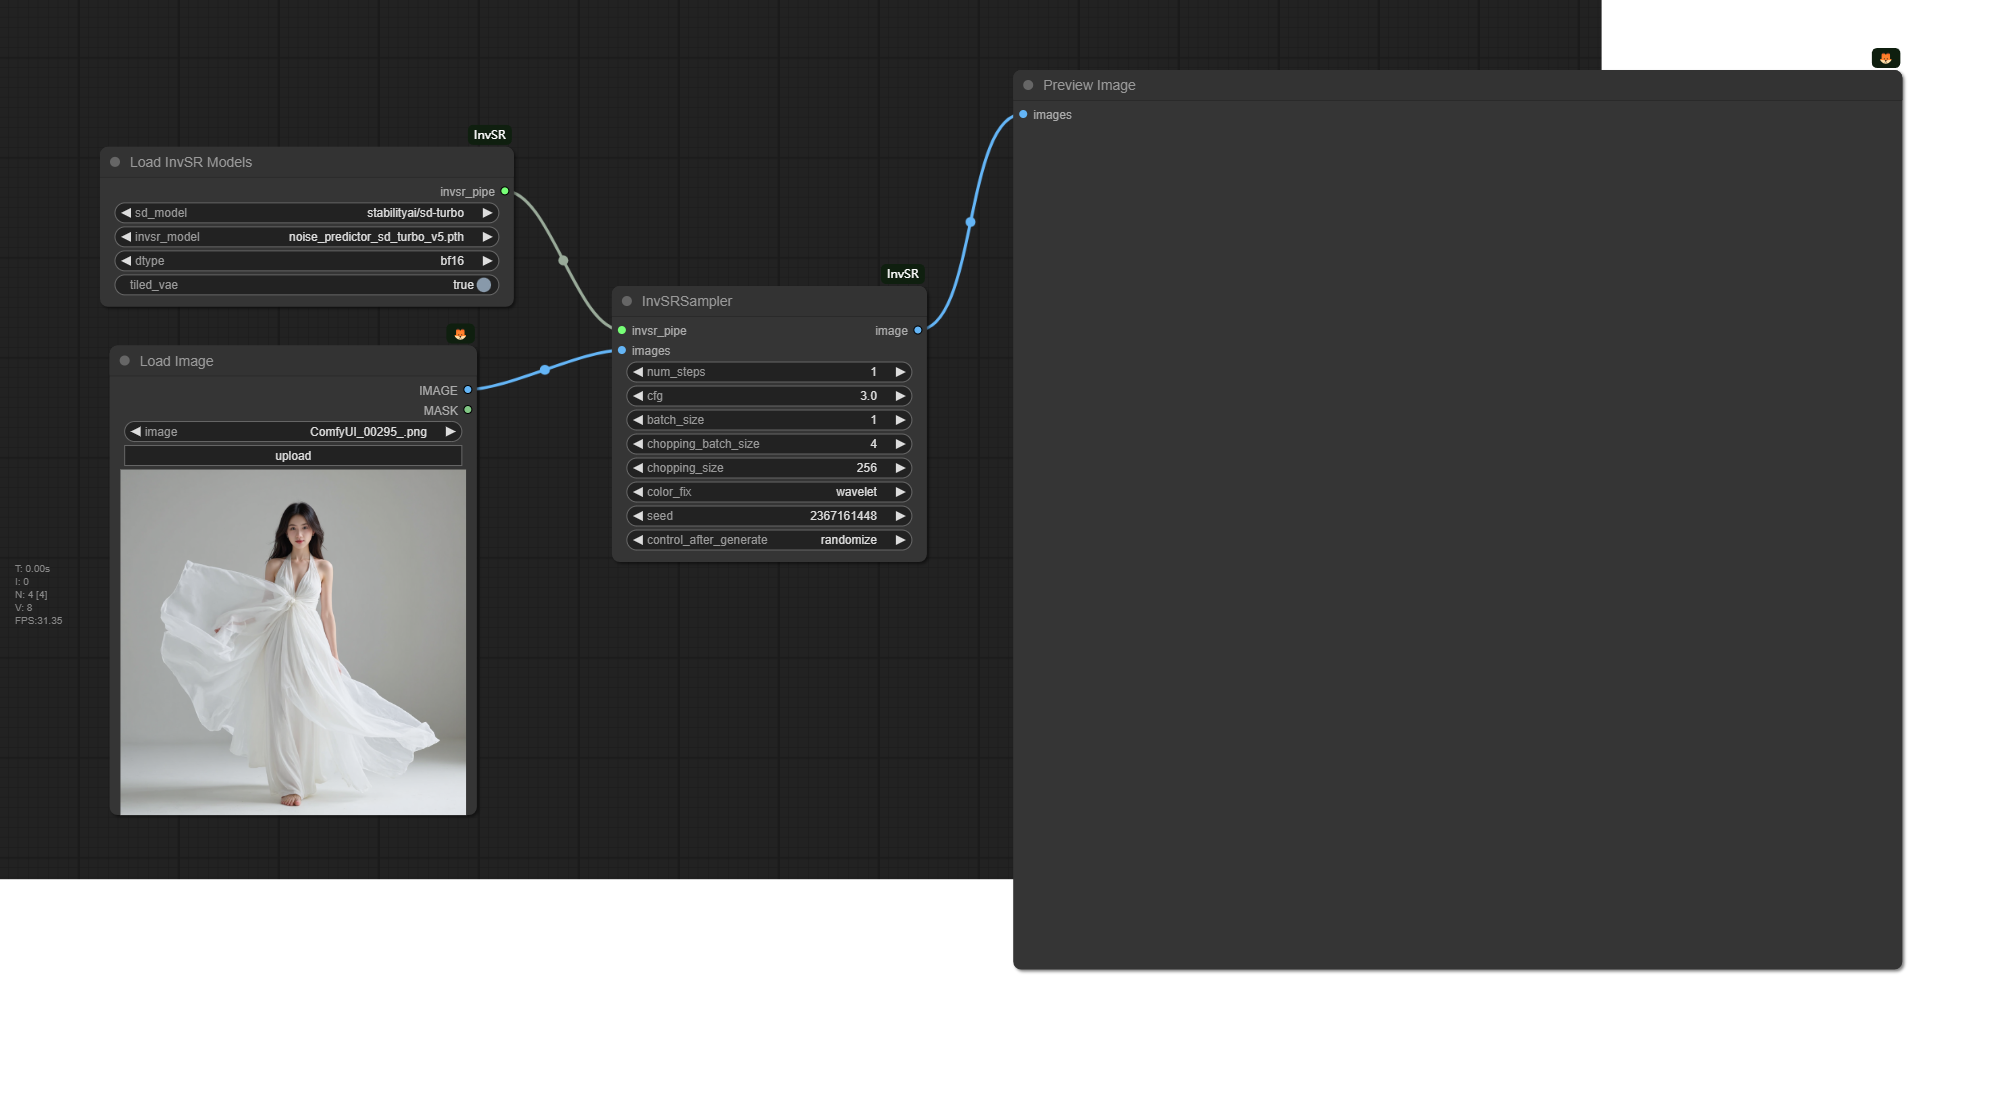 Preview Image
images
InvSR
Load InvSR Models
invsr_pipe
sd_model stabilityai/sd-turbo
invsr_model noise_predictor_sd_turbo_v5.pth
dtype bf16
tiled_vae true
InvSR
InvSRSampler
invsr_pipe image
images
num_steps 1
cfg 3.0
batch_size 1
chopping_batch_size 4
chopping_size 256
color_fix wavelet
seed 2367161448
control_after_generate randomize
Load Image
IMAGE
MASK
image ComfyUI_00295_.png
upload
T: 0.00s
I: 0
N: 4 [4]
V: 8
FPS:31.35